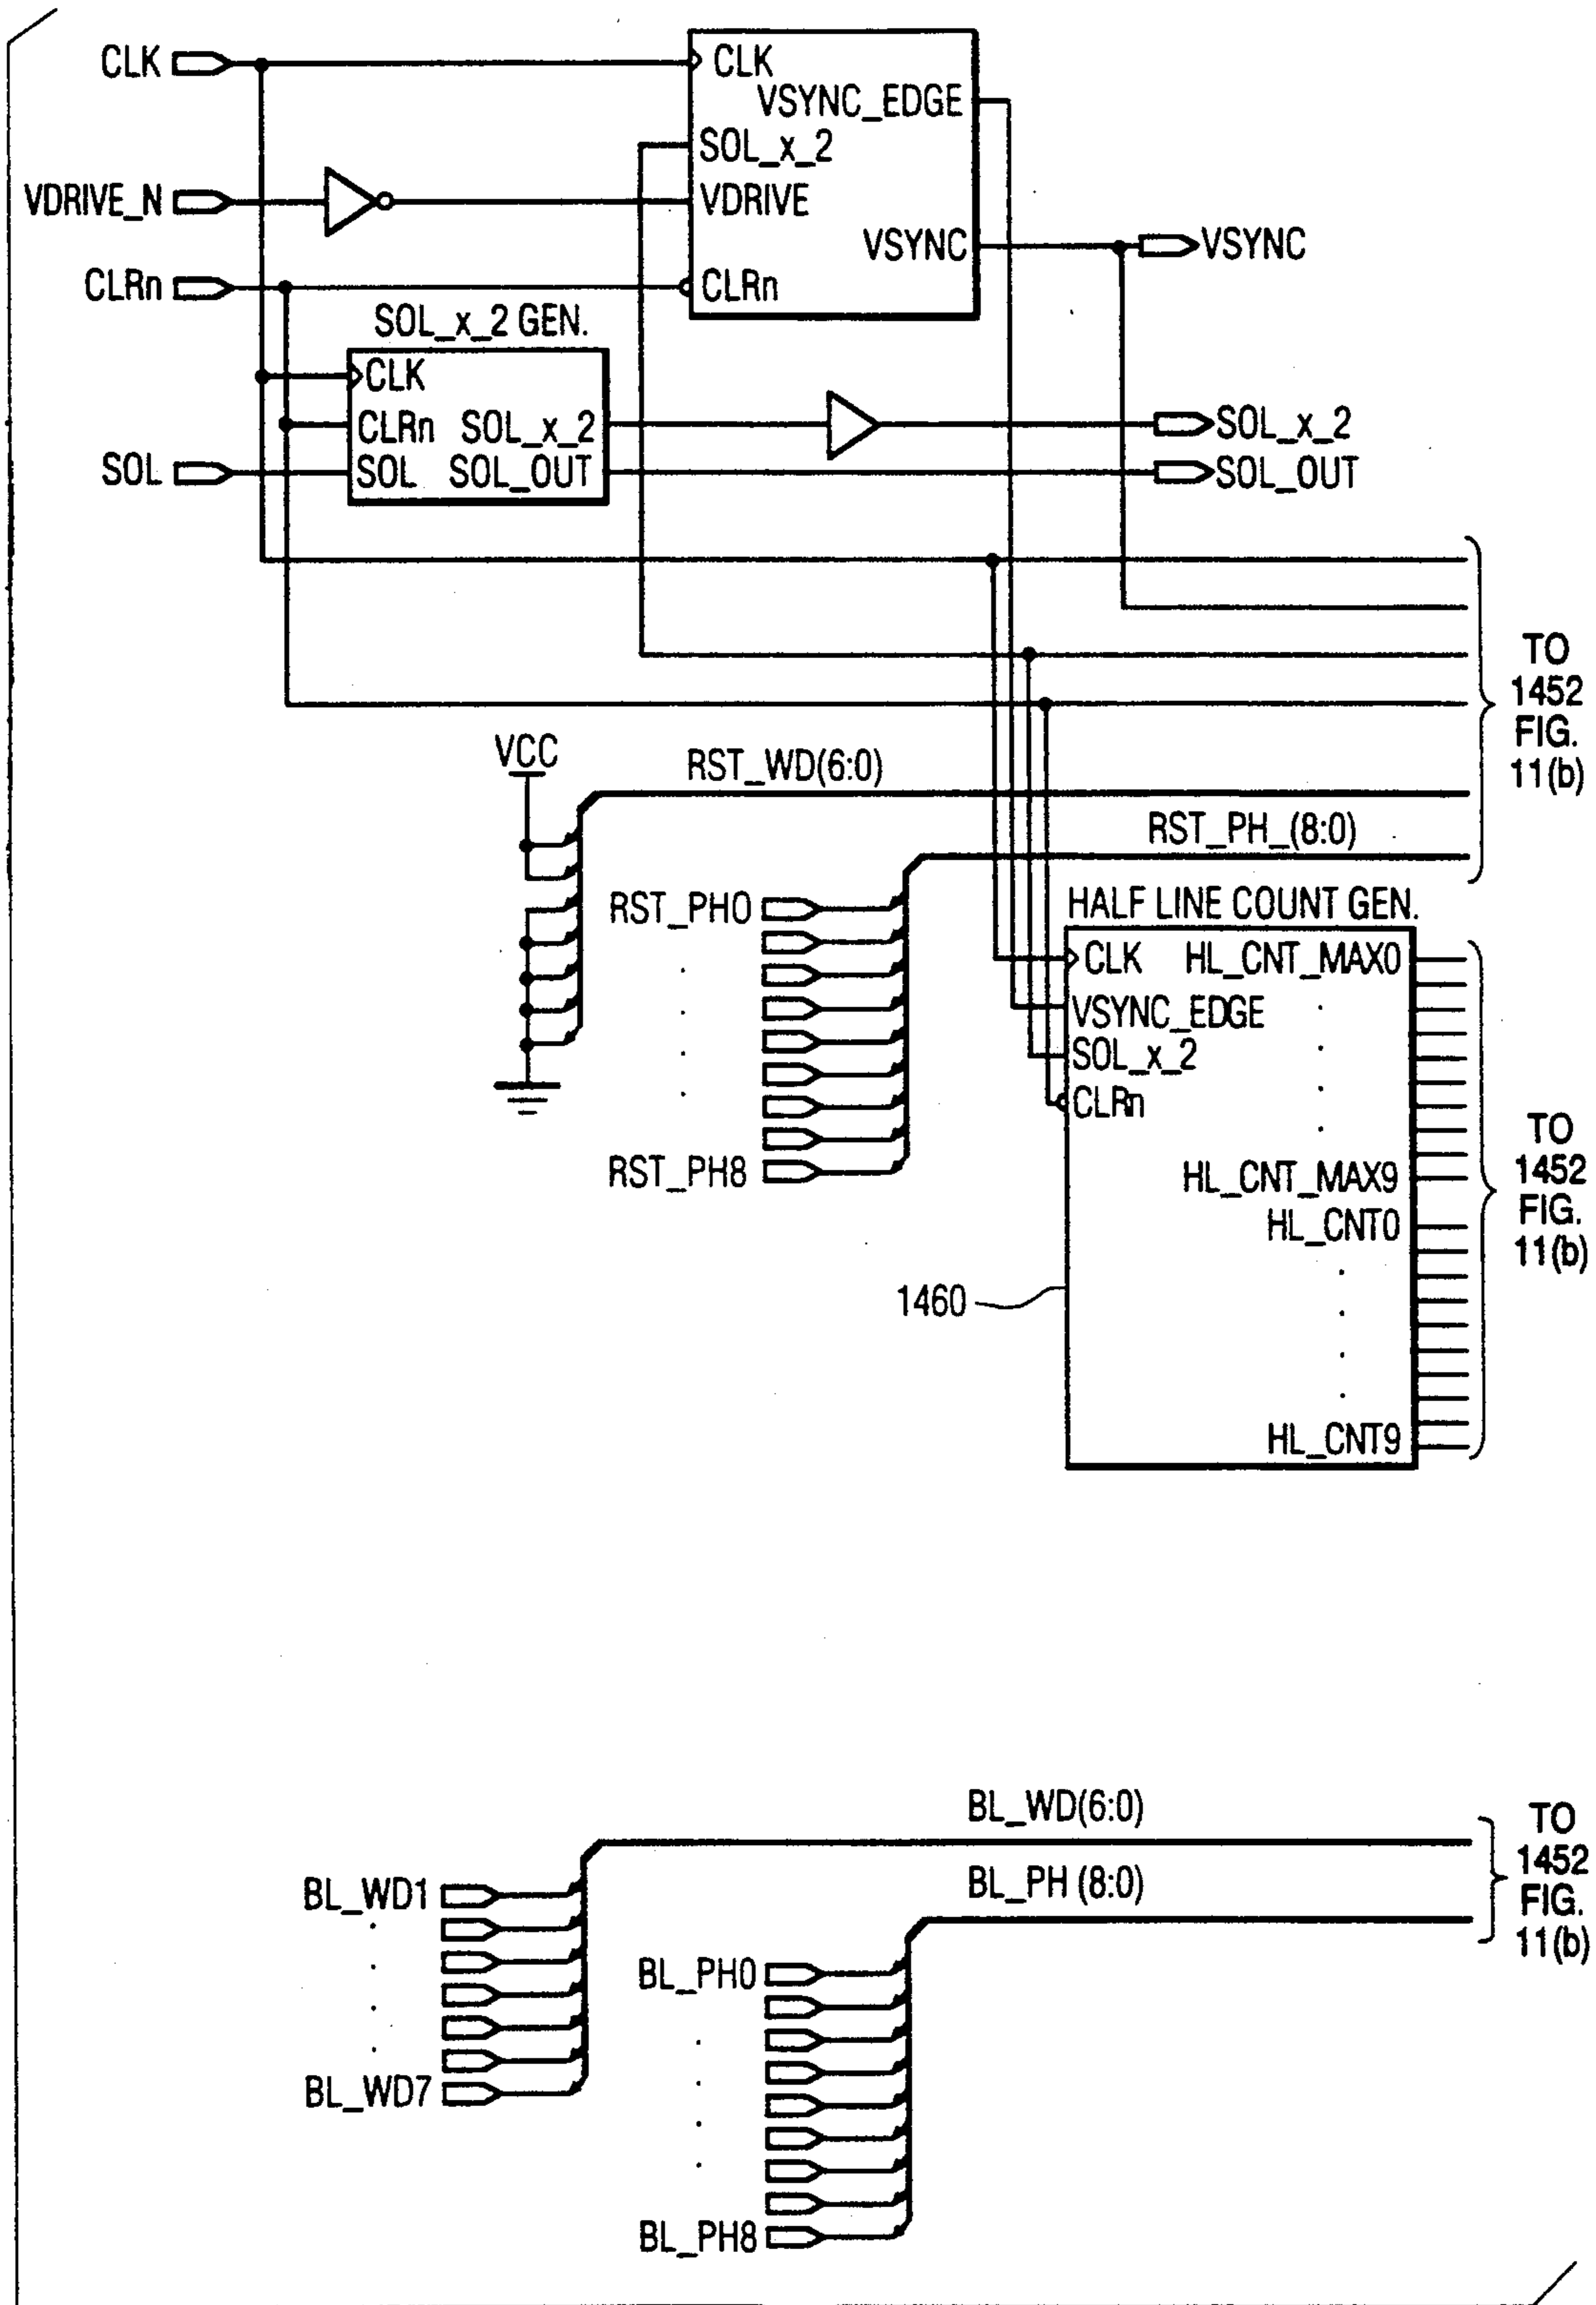 CLK
CLK
VSYNC_EDGE
SOL_x_2
VDRIVE_N
VDRIVE
VSYNC
VSYNC
CLRn
CLRn
SOL_x_2 GEN.
CLK
CLRn SOL_x_2
SOL_x_2
SOL
SOL SOL_OUT
SOL_OUT
TO
1452
FIG.
11(b)
VCC
RST_WD(6:0)
RST_PH_(8:0)
RST_PH0
RST_PH8
HALF LINE COUNT GEN.
CLK HL_CNT_MAX0
VSYNC_EDGE
SOL_x_2
CLRn
HL_CNT_MAX9
HL_CNT0
HL_CNT9
1460
TO
1452
FIG.
11(b)
BL_WD(6:0)
BL_PH (8:0)
TO
1452
FIG.
11(b)
BL_WD1
BL_WD7
BL_PH0
BL_PH8